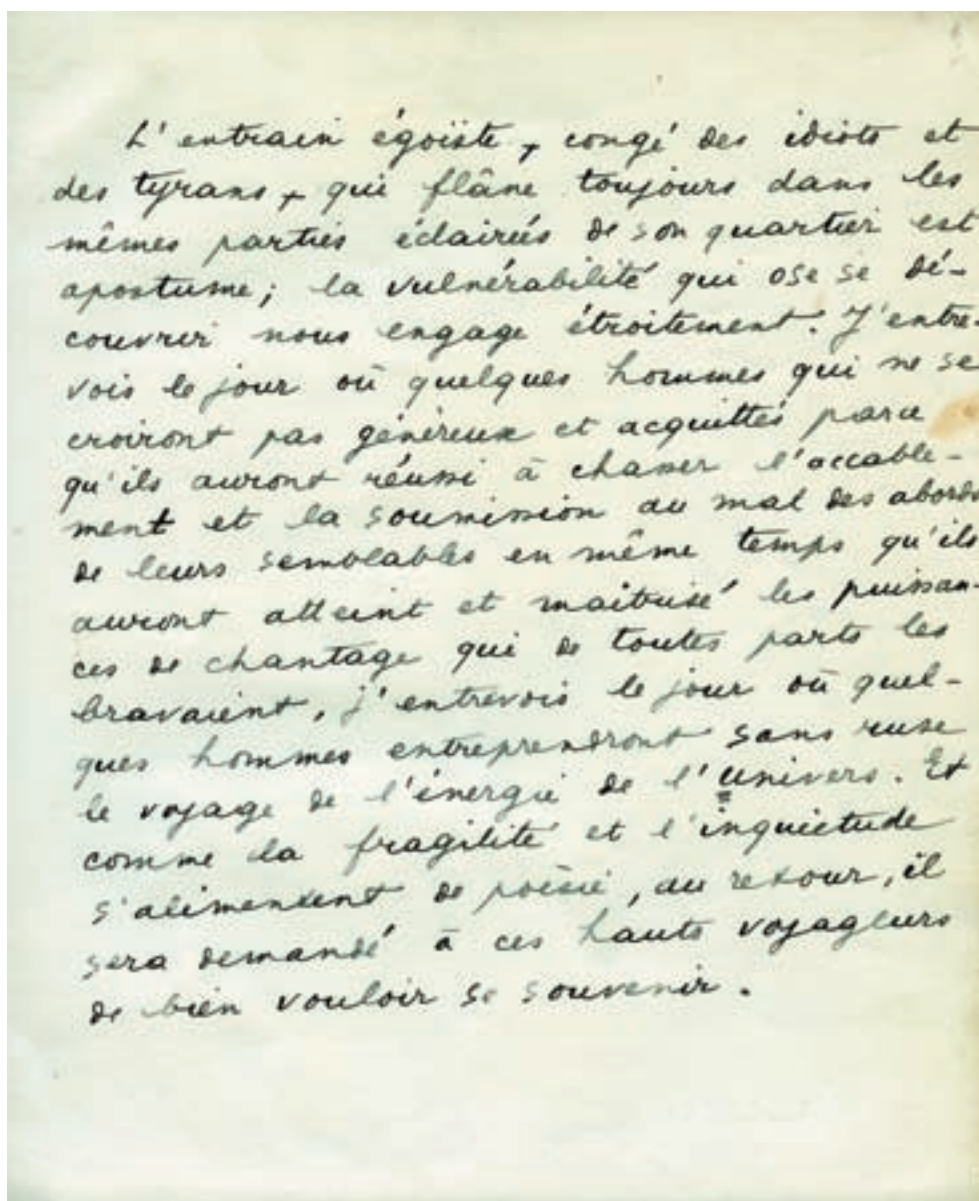 L'entrain égoïste, congé des idiots et
des tyrans, qui flâne toujours dans les
mêmes parties éclairées de son quartier est
apostume; la vulnérabilité qui ose se dé-
couvrir nous engage étroitement. J'entre-
vois le jour où quelques hommes qui ne se
croiront pas généreux et acquittés parce
qu'ils auront réussi à chasser l'accable-
ment et la soumission au mal des abords
de leurs semblables en même temps qu'ils
auront atteint et maîtrisé les puissan-
ces de chantage qui de toutes parts les
bravaient, j'entrevois le jour où quel-
ques hommes entreprendront sans ruse
le voyage de l'énergie de l'univers. Et
comme la fragilité et l'inquiétude
s'alimentent de poésie, au retour, il
sera demandé à ces hauts voyageurs
de bien vouloir se souvenir.